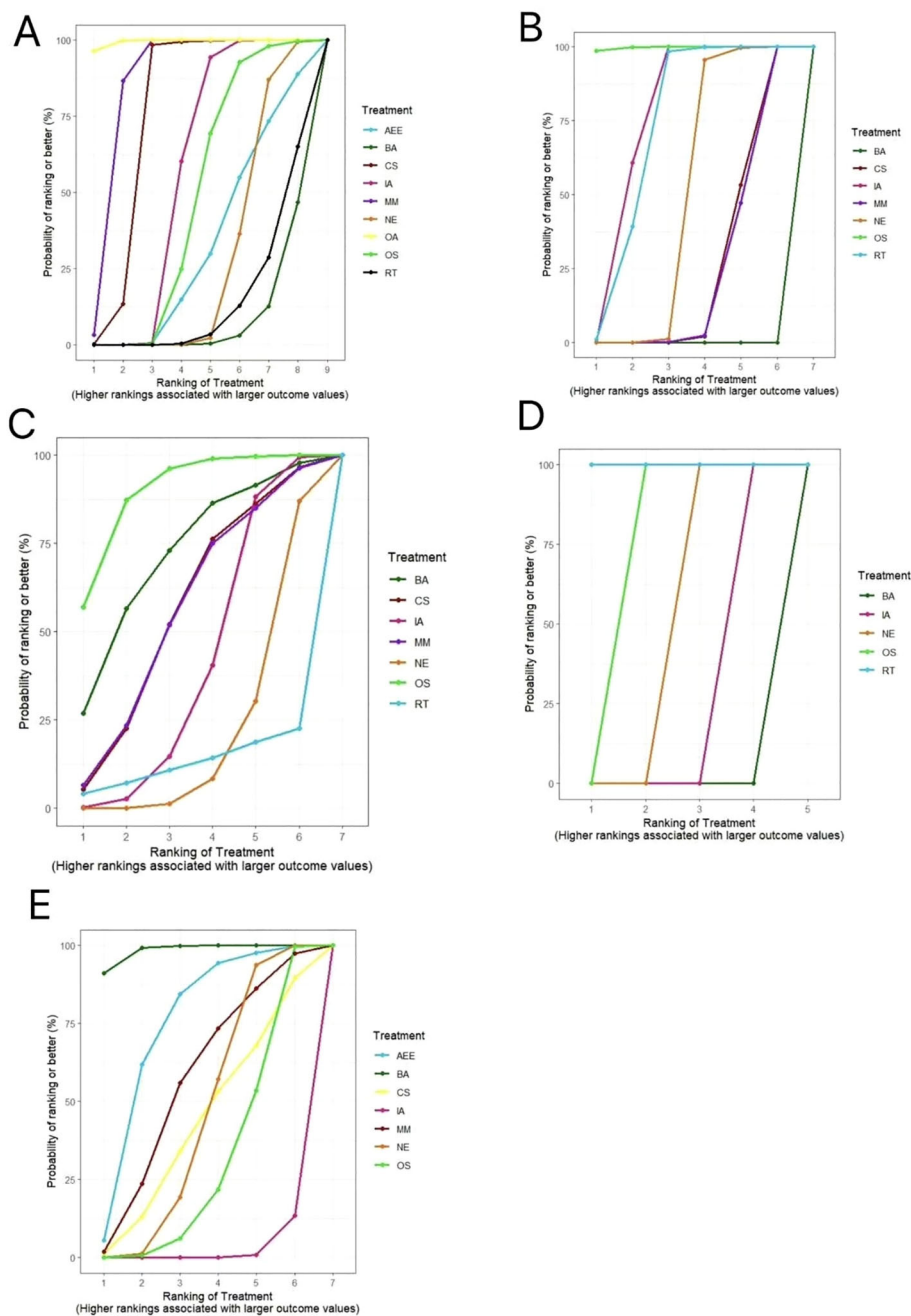 A
Probability of ranking or better (%)
100
75
50
25
0
1 2 3 4 5 6 7 8 9
Ranking of Treatment
(Higher rankings associated with larger outcome values)
Treatment
AEE
BA
CS
IA
MM
NE
OA
OS
RT
B
Probability of ranking or better (%)
100
75
50
25
0
1 2 3 4 5 6 7
Ranking of Treatment
(Higher rankings associated with larger outcome values)
Treatment
BA
CS
IA
MM
NE
OS
RT
C
Probability of ranking or better (%)
100
75
50
25
0
1 2 3 4 5 6 7
Ranking of Treatment
(Higher rankings associated with larger outcome values)
Treatment
BA
CS
IA
MM
NE
OS
RT
D
Probability of ranking or better (%)
100
75
50
25
0
1 2 3 4 5
Ranking of Treatment
(Higher rankings associated with larger outcome values)
Treatment
BA
IA
NE
OS
RT
E
Probability of ranking or better (%)
100
75
50
25
0
1 2 3 4 5 6 7
Ranking of Treatment
(Higher rankings associated with larger outcome values)
Treatment
AEE
BA
CS
IA
MM
NE
OS